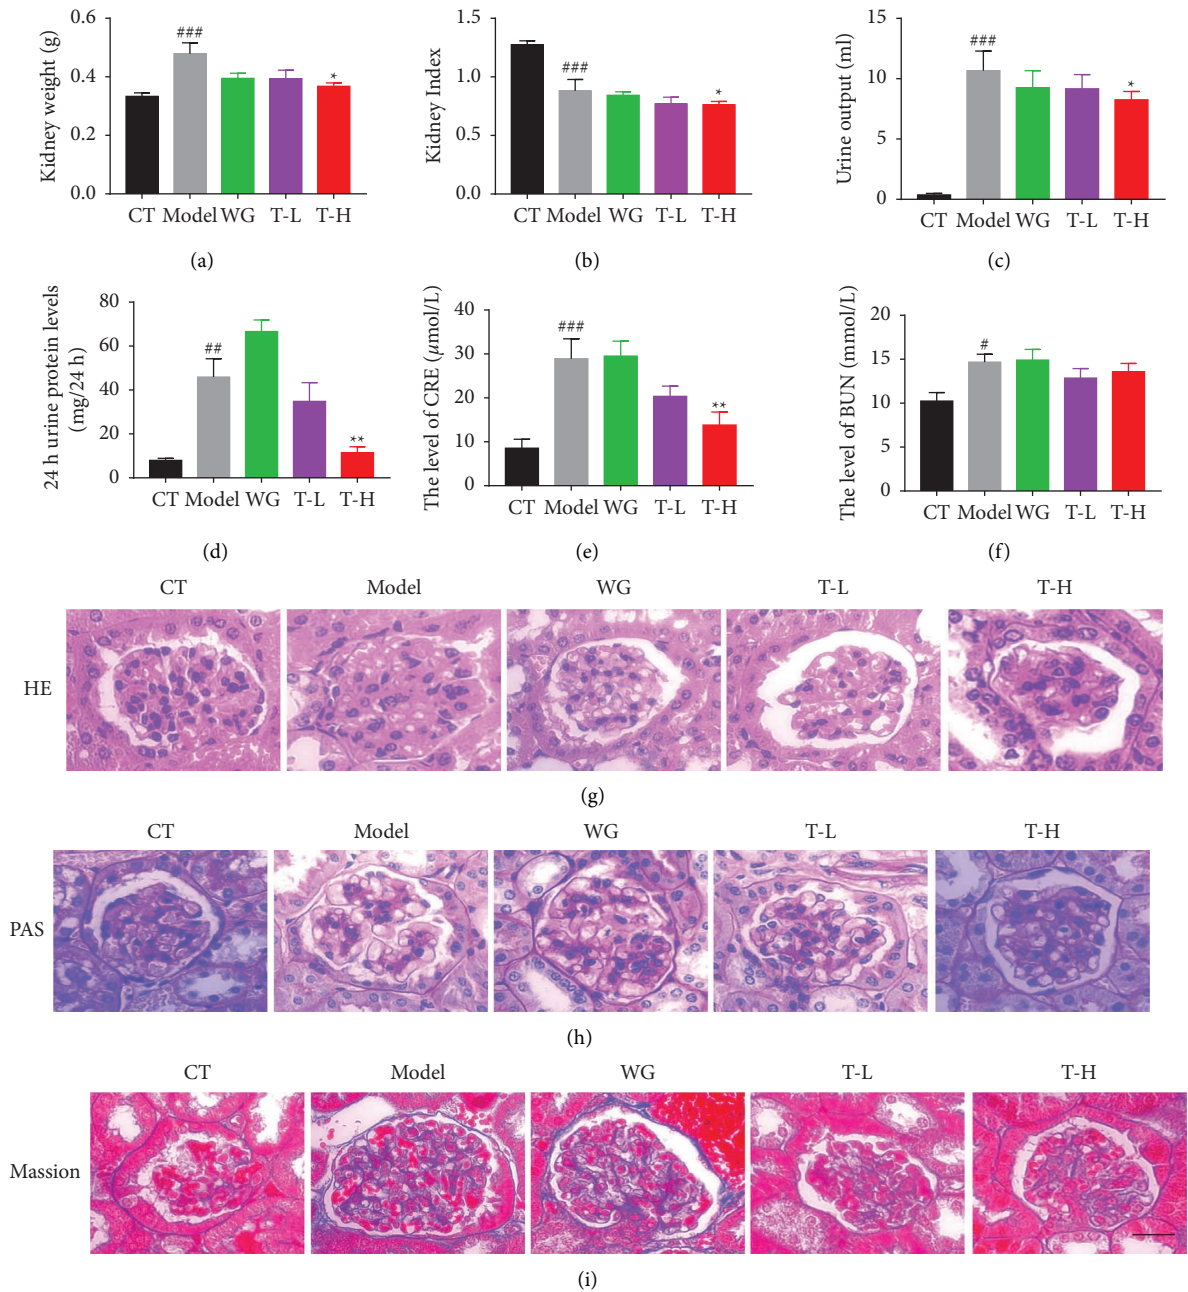 Kidney weight (g)
0.6
0.4
0.2
0.0
###
*
CT Model WG T-L T-H
(a)
Kidney Index
1.5
1.0
0.5
0.0
###
*
CT Model WG T-L T-H
(b)
Urine output (ml)
15
10
5
0
###
*
CT Model WG T-L T-H
(c)
24 h urine protein levels
(mg/24 h)
80
60
40
20
0
##
**
CT Model WG T-L T-H
(d)
The level of CRE (μmol/L)
40
30
20
10
0
###
**
CT Model WG T-L T-H
(e)
The level of BUN (mmol/L)
20
15
10
5
0
#
CT Model WG T-L T-H
(f)
CT Model WG T-L T-H
HE
(g)
CT Model WG T-L T-H
PAS
(h)
CT Model WG T-L T-H
Massion
(i)